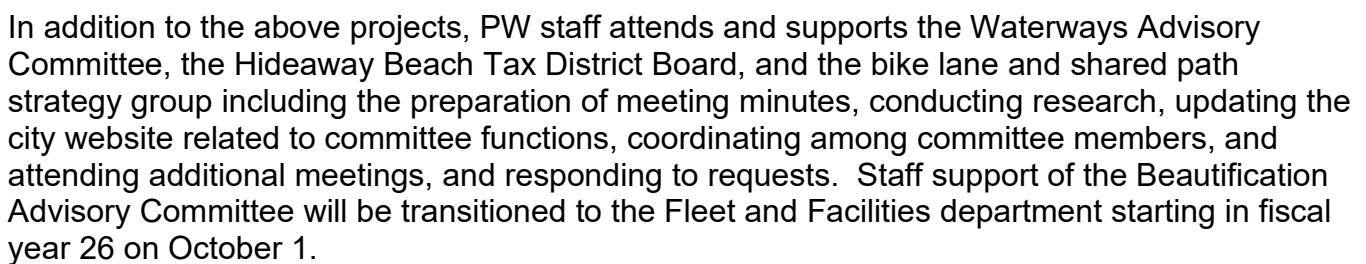 In addition to the above projects, PW staff attends and supports the Waterways Advisory
Committee, the Hideaway Beach Tax District Board, and the bike lane and shared path
strategy group including the preparation of meeting minutes, conducting research, updating the
city website related to committee functions, coordinating among committee members, and
attending additional meetings, and responding to requests.  Staff support of the Beautification
Advisory Committee will be transitioned to the Fleet and Facilities department starting in fiscal
year 26 on October 1.